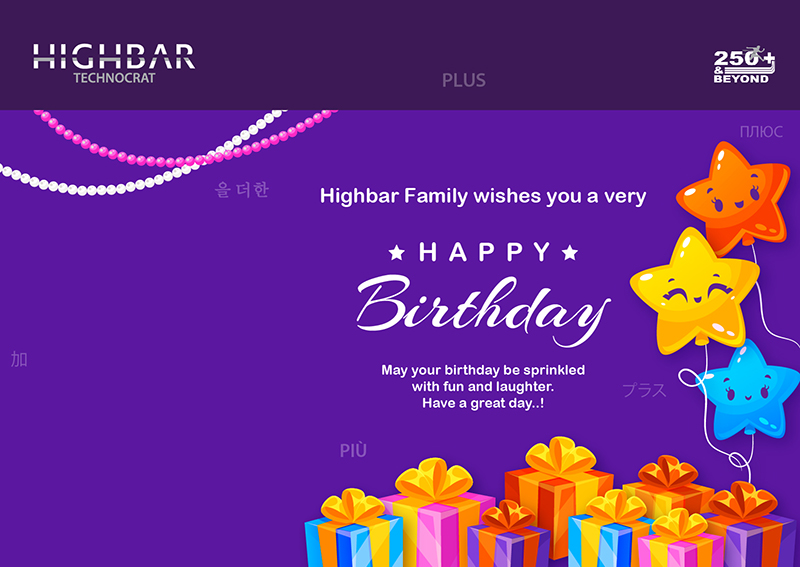 HIGHBAR
TECHNOCRAT
PLUS
250+
&
BEYOND
ПЛЮС
을 더한
Highbar Family wishes you a very
HAPPY
Birthday
加
May your birthday be sprinkled
with fun and laughter.
Have a great day..!
プラス
PIÙ